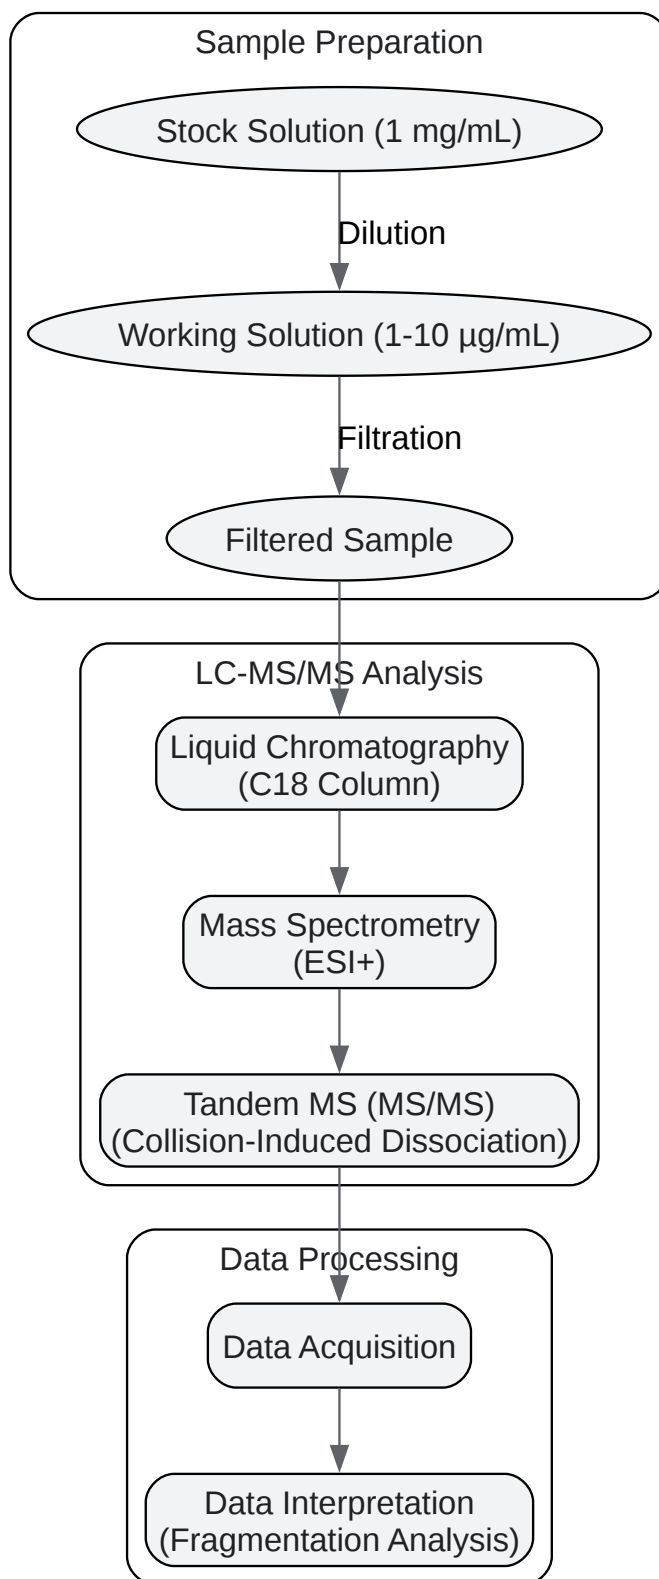 Sample Preparation
Stock Solution (1 mg/mL)
Dilution
Working Solution (1-10 µg/mL)
Filtration
Filtered Sample
LC-MS/MS Analysis
Liquid Chromatography
(C18 Column)
Mass Spectrometry
(ESI+)
Tandem MS (MS/MS)
(Collision-Induced Dissociation)
Data Processing
Data Acquisition
Data Interpretation
(Fragmentation Analysis)